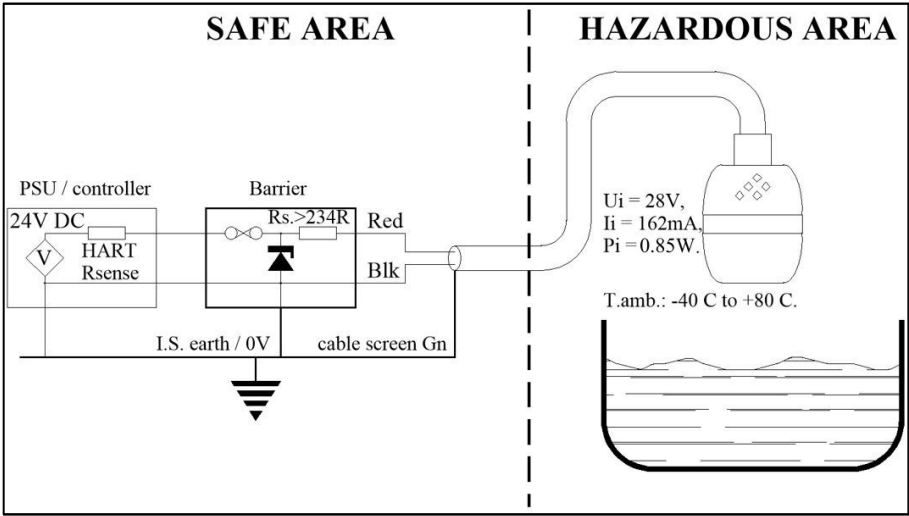 SAFE AREA
HAZARDOUS AREA
PSU / controller
Barrier
24V DC
Rs.>234R
Red
V
HART
Rsense
Blk
Ui = 28V,
Ii = 162mA,
Pi = 0.85W.
T.amb.: -40 C to +80 C.
I.S. earth / 0V
cable screen Gn